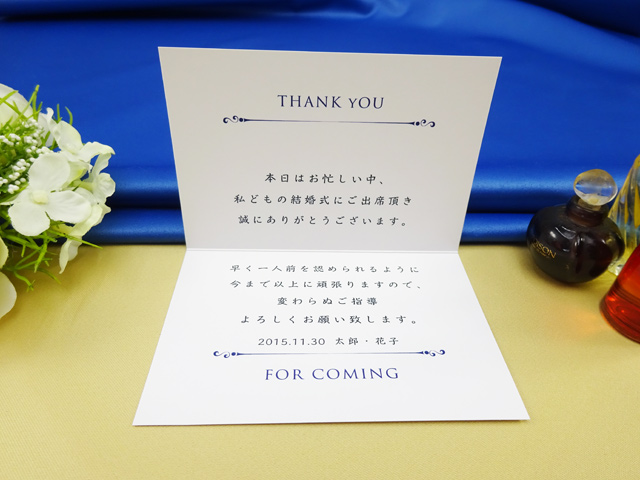 THANK YOU
本日はお忙しい中、
私どもの結婚式にご出席頂き
誠にありがとうございます。
早く一人前を認められるように
今まで以上に頑張りますので、
変わらぬご指導
よろしくお願い致します。
2015.11.30 太郎・花子
FOR COMING